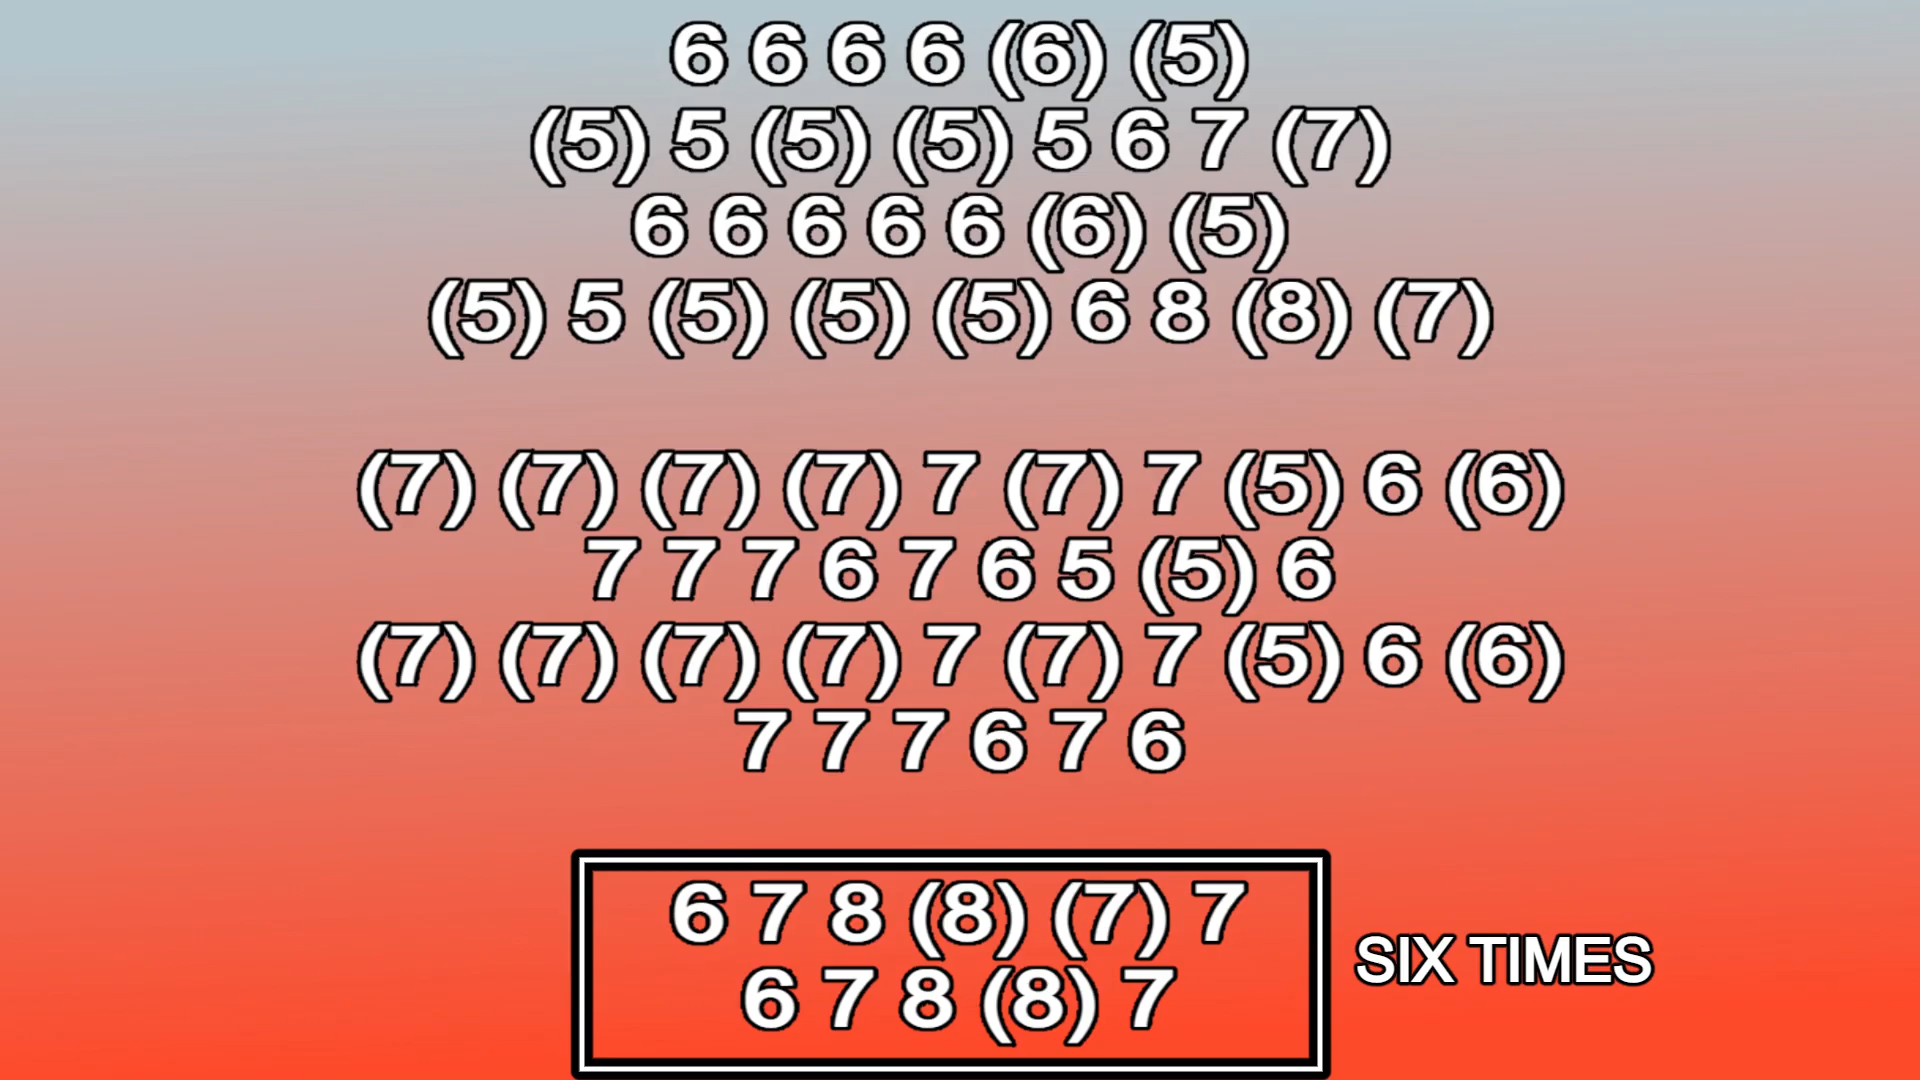 6 6 6 6 (6) (5)
(5) 5 (5) (5) 5 6 7 (7)
6 6 6 6 6 (6) (5)
(5) 5 (5) (5) (5) 6 8 (8) (7)
(7) (7) (7) (7) 7 (7) 7 (5) 6 (6)
7 7 7 6 7 6 5 (5) 6
(7) (7) (7) (7) 7 (7) 7 (5) 6 (6)
7 7 7 6 7 6
6 7 8 (8) (7) 7
6 7 8 (8) 7
SIX TIMES